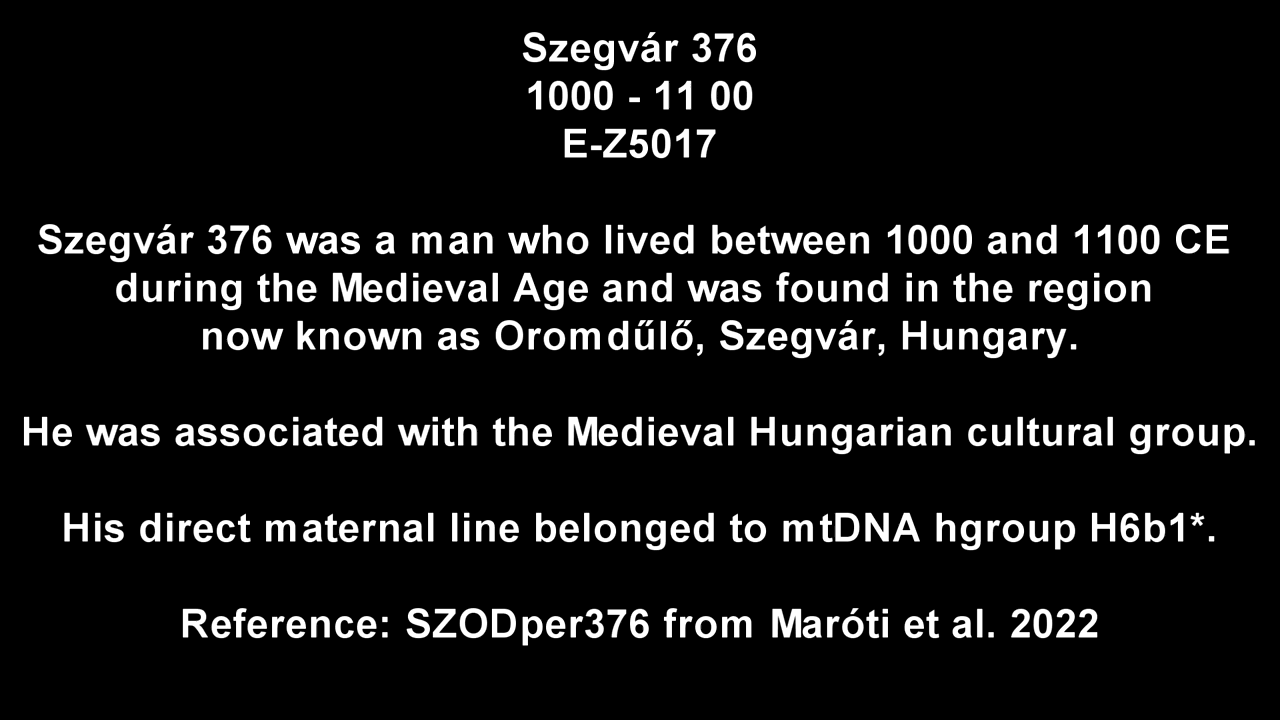 Szegvár 376
1000 - 11 00
E-Z5017
Szegvár 376 was a man who lived between 1000 and 1100 CE
during the Medieval Age and was found in the region
now known as Oromdűlő, Szegvár, Hungary.
He was associated with the Medieval Hungarian cultural group.
His direct maternal line belonged to mtDNA hgroup H6b1*.
Reference: SZODper376 from Maróti et al. 2022